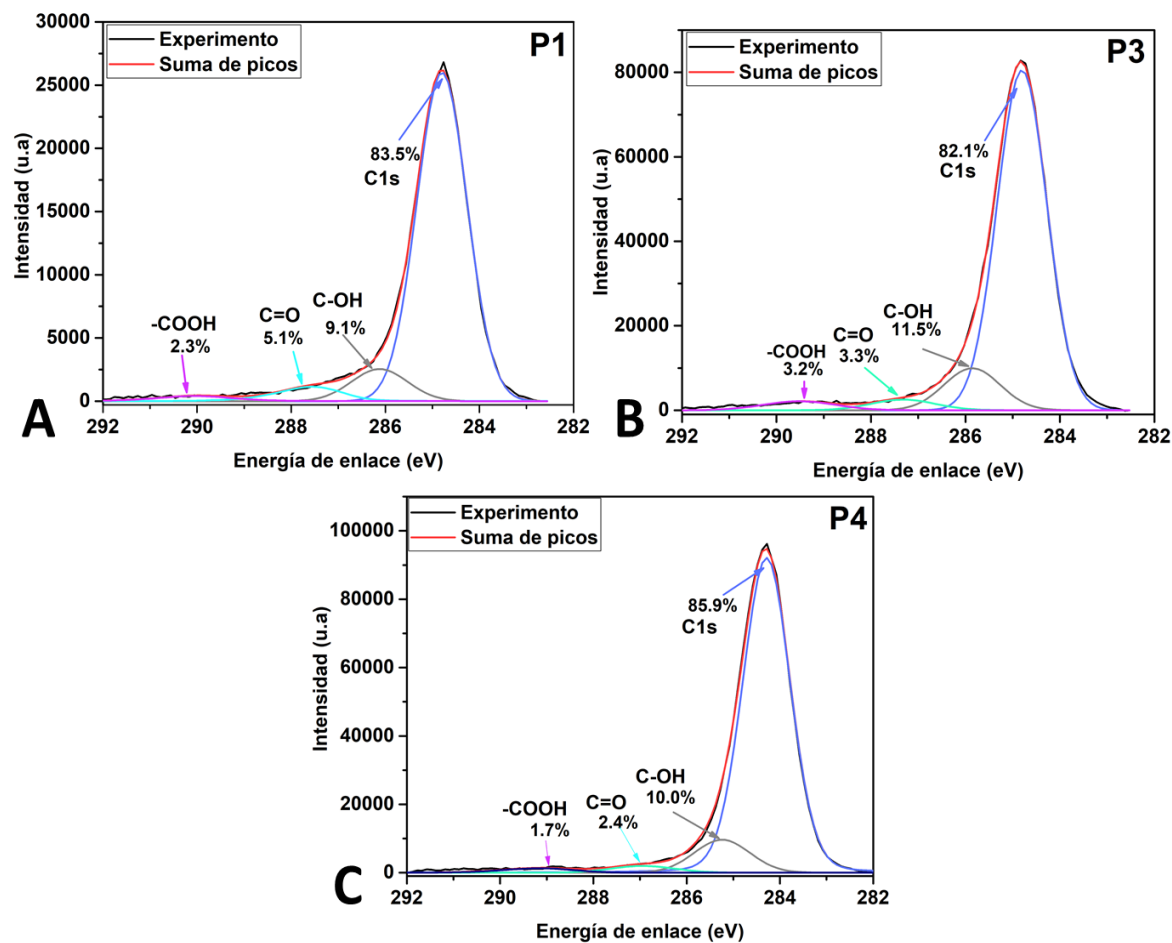 Experimento
Suma de picos
P1
30000
25000
20000
15000
10000
5000
0
Intensidad (u.a)
83.5%
C1s
C-OH
9.1%
C=O
5.1%
-COOH
2.3%
292 290 288 286 284 282
Energía de enlace (eV)
A
Experimento
Suma de picos
P3
80000
60000
40000
20000
0
Intensidad (u.a)
82.1%
C1s
C-OH
11.5%
C=O
3.3%
-COOH
3.2%
292 290 288 286 284 282
Energía de enlace (eV)
B
Experimento
Suma de picos
P4
100000
80000
60000
40000
20000
0
Intensidad (u.a)
85.9%
C1s
C-OH
10.0%
C=O
2.4%
-COOH
1.7%
292 290 288 286 284 282
Energía de enlace (eV)
C